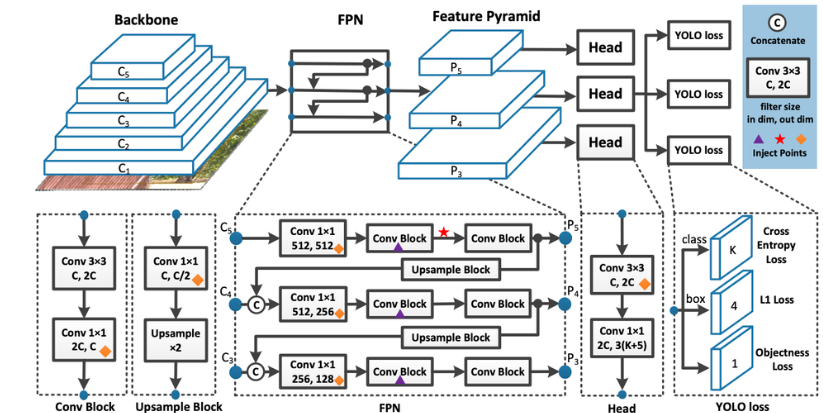 Backbone
FPN
Feature Pyramid
C
Concatenate
Conv 3×3
C, 2C
filter size
in dim, out dim
Inject Points
C₅
C₄
C₃
C₂
C₁
P₅
P₄
P₃
Head
Head
Head
YOLO loss
YOLO loss
YOLO loss
Conv 3×3
C, 2C
Conv 1×1
2C, C
Conv Block
Conv 1×1
C, C/2
Upsample
×2
Upsample Block
C₅
Conv 1×1
512, 512
Conv Block
Conv Block
P₅
Upsample Block
C₄
C
Conv 1×1
512, 256
Conv Block
Conv Block
P₄
Upsample Block
C₃
C
Conv 1×1
256, 128
Conv Block
Conv Block
P₃
FPN
Conv 3×3
C, 2C
Conv 1×1
2C, 3(K+5)
Head
class
K
Cross
Entropy
Loss
box
4
L1 Loss
1
Objectness
Loss
YOLO loss